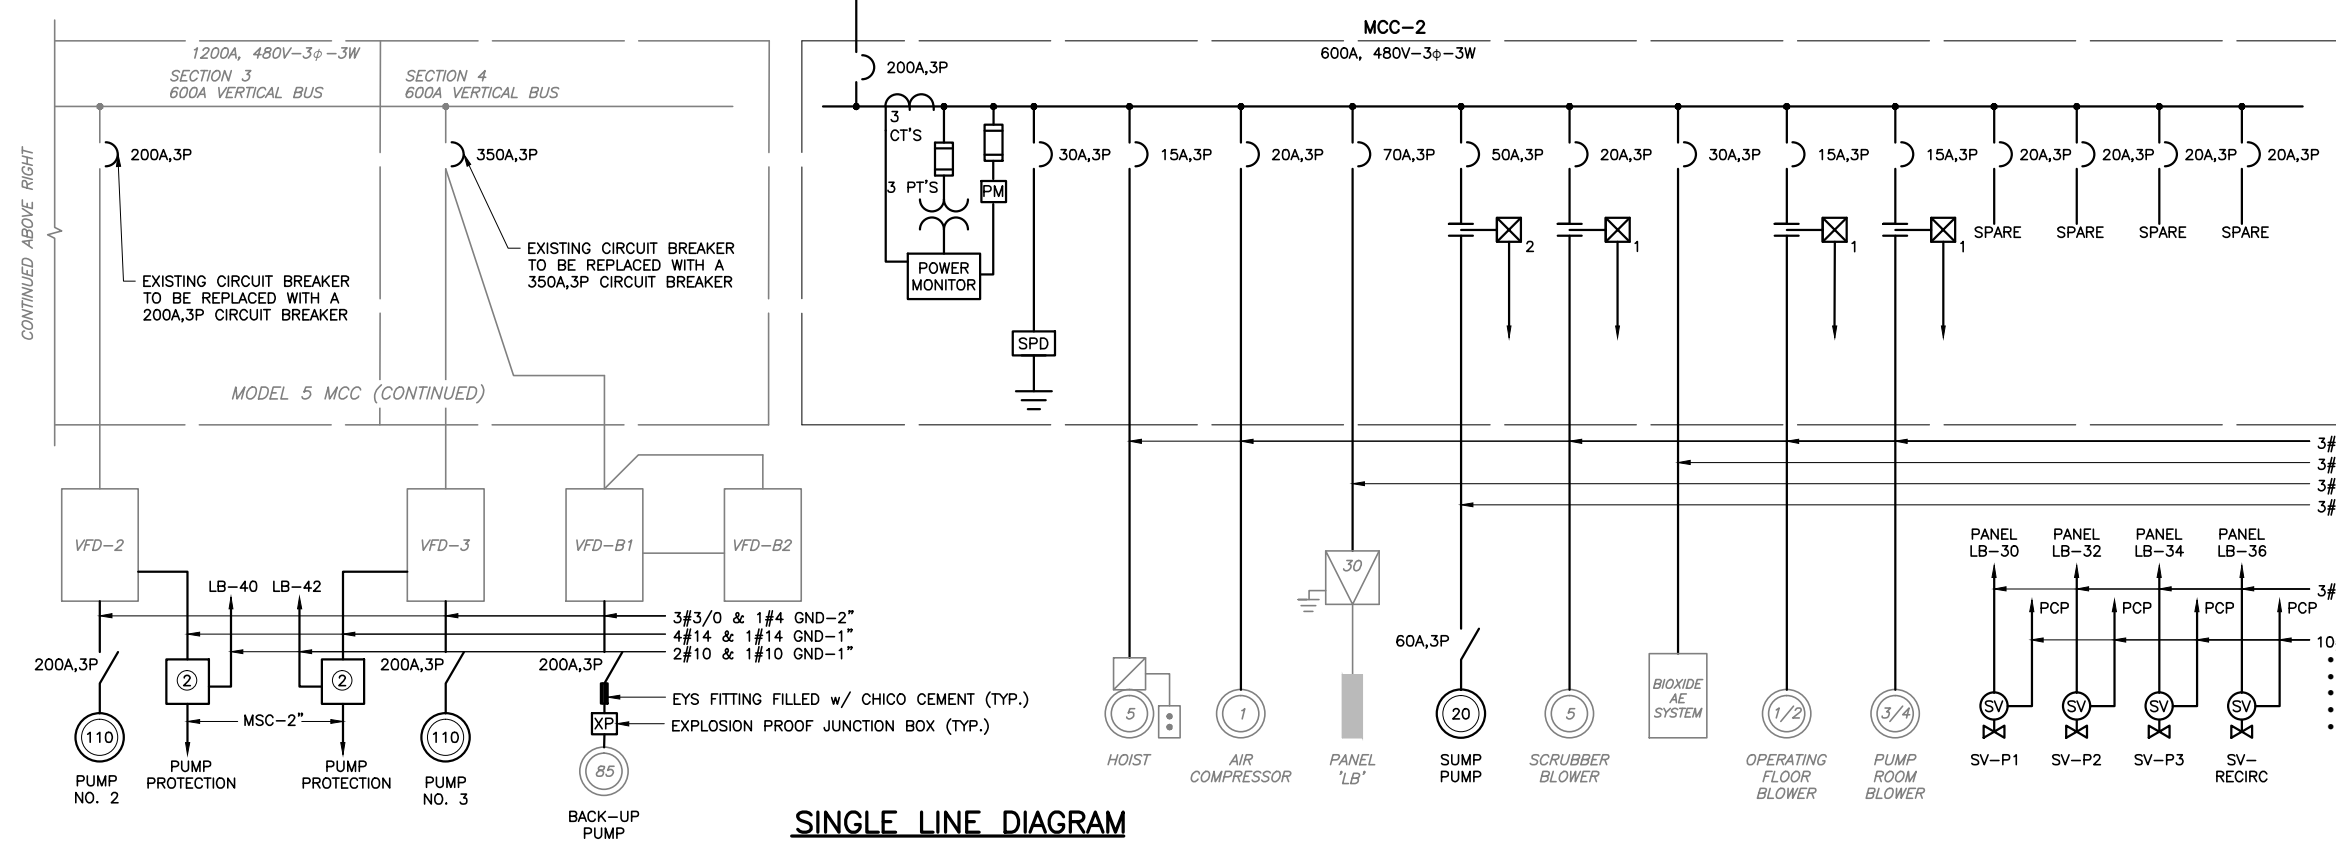 MCC-2
1200A, 480V-3ϕ-3W
600A, 480V-3ϕ-3W
SECTION 3
600A VERTICAL BUS
SECTION 4
600A VERTICAL BUS
200A,3P
CONTINUED ABOVE RIGHT
200A,3P
350A,3P
3
CT'S
3 PT'S
PM
POWER
MONITOR
30A,3P
15A,3P
20A,3P
70A,3P
50A,3P
20A,3P
30A,3P
15A,3P
15A,3P
20A,3P
20A,3P
20A,3P
20A,3P
2
1
1
1
SPARE
SPARE
SPARE
SPARE
EXISTING CIRCUIT BREAKER
TO BE REPLACED WITH A
200A,3P CIRCUIT BREAKER
EXISTING CIRCUIT BREAKER
TO BE REPLACED WITH A
350A,3P CIRCUIT BREAKER
SPD
MODEL 5 MCC (CONTINUED)
3#
3#
3#
3#
VFD-2
VFD-3
VFD-B1
VFD-B2
LB-40
LB-42
3#3/0 & 1#4 GND-2"
4#14 & 1#14 GND-1"
2#10 & 1#10 GND-1"
200A,3P
200A,3P
200A,3P
2
2
EYS FITTING FILLED w/ CHICO CEMENT (TYP.)
MSC-2"
XP
EXPLOSION PROOF JUNCTION BOX (TYP.)
110
110
85
PUMP
NO. 2
PUMP
PROTECTION
PUMP
PROTECTION
PUMP
NO. 3
BACK-UP
PUMP
30
60A,3P
5
1
20
5
BIOXIDE
AE
SYSTEM
1/2
3/4
HOIST
AIR
COMPRESSOR
PANEL
'LB'
SUMP
PUMP
SCRUBBER
BLOWER
OPERATING
FLOOR
BLOWER
PUMP
ROOM
BLOWER
PANEL
LB-30
PANEL
LB-32
PANEL
LB-34
PANEL
LB-36
3#
PCP
PCP
PCP
PCP
10
SV
SV
SV
SV
SV-P1
SV-P2
SV-P3
SV-
RECIRC
SINGLE LINE DIAGRAM